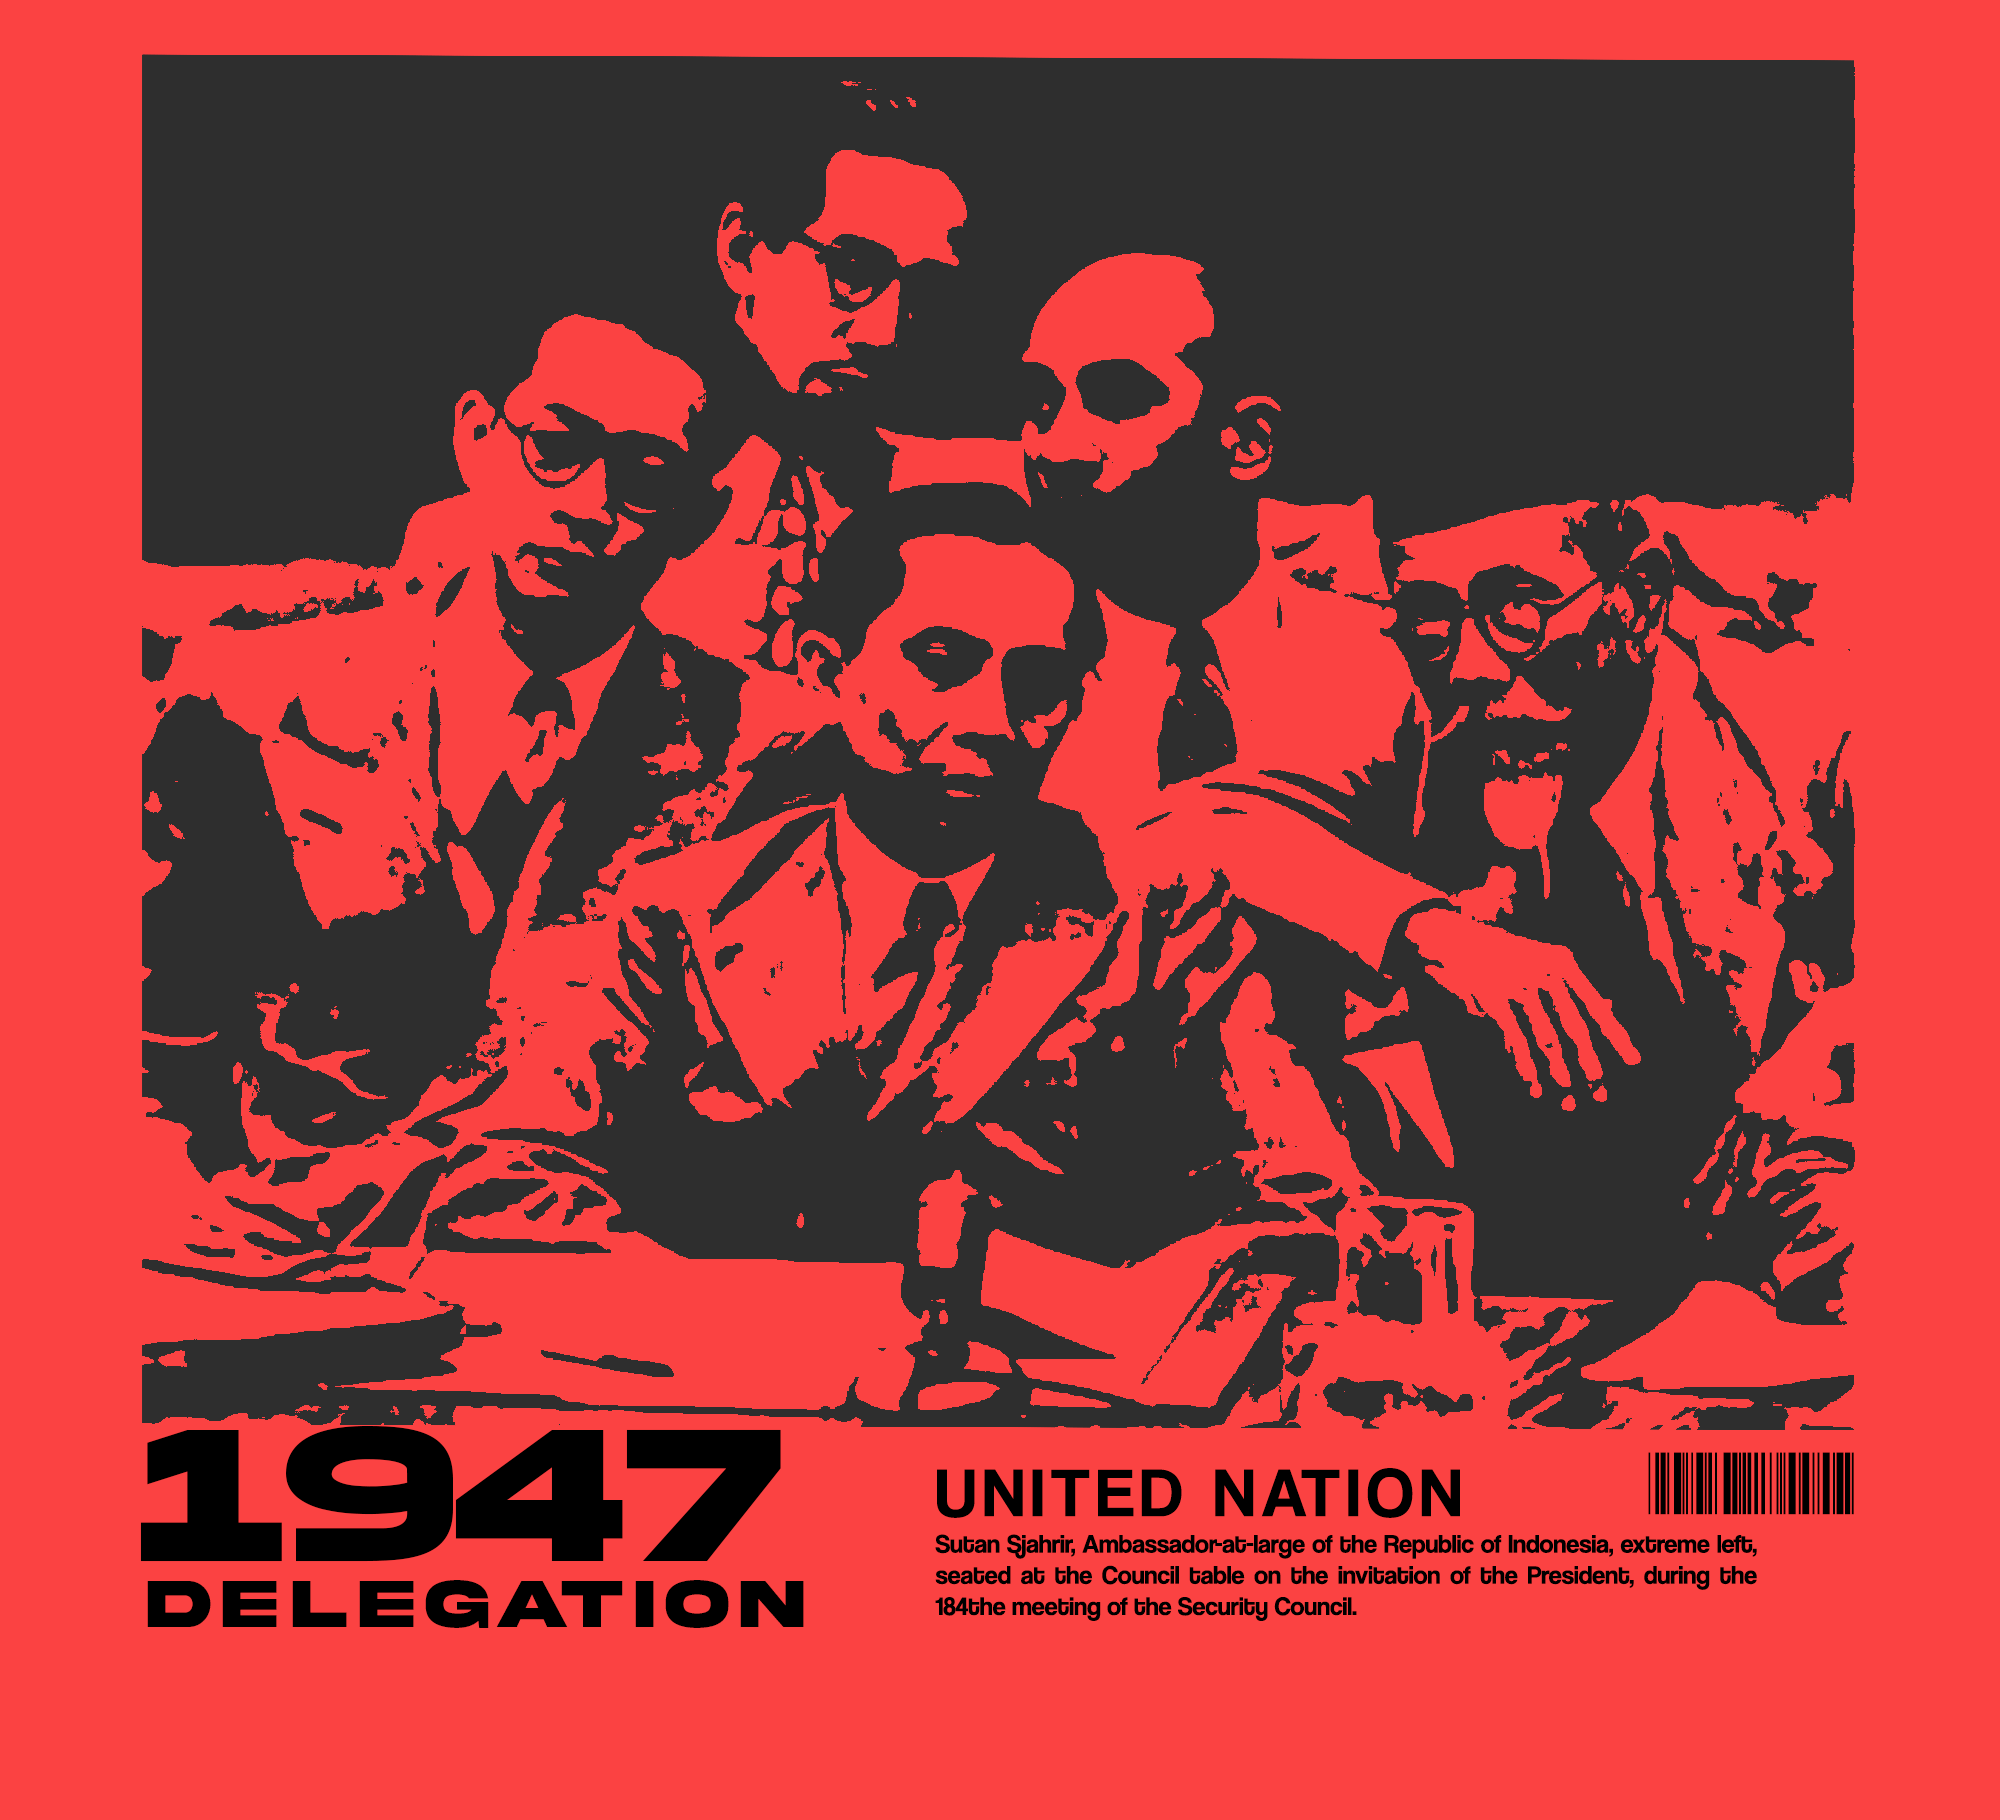 1947
DELEGATION
UNITED NATION
Sutan Sjahrir, Ambassador-at-large of the Republic of Indonesia, extreme left,
seated at the Council table on the invitation of the President, during the
184the meeting of the Security Council.